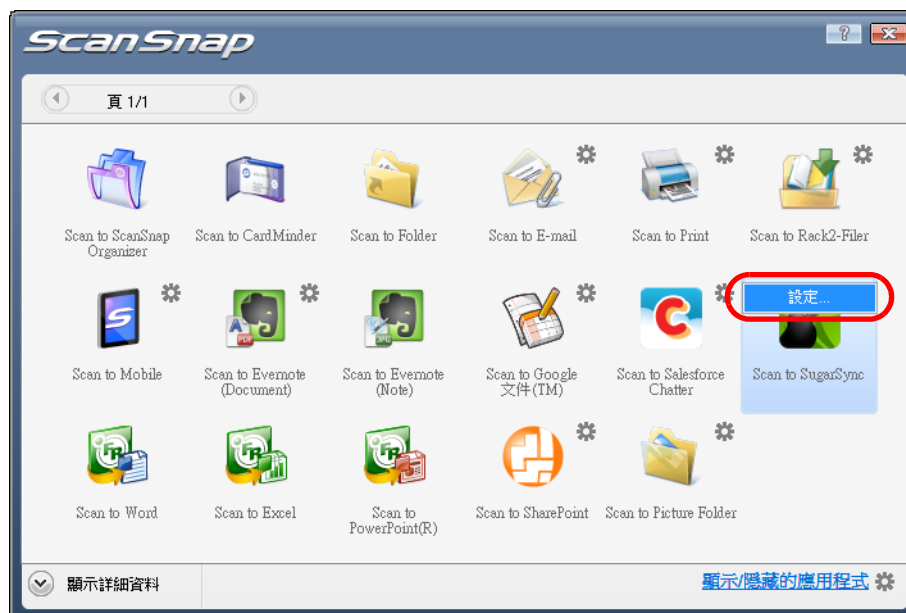 ScanSnap
?
頁 1/1
Scan to ScanSnap
Organizer
Scan to CardMinder
Scan to Folder
Scan to E-mail
Scan to Print
Scan to Rack2-Filer
設定...
Scan to Mobile
Scan to Evernote
(Document)
Scan to Evernote
(Note)
Scan to Google
文件(TM)
Scan to Salesforce
Chatter
Scan to SugarSync
Scan to Word
Scan to Excel
Scan to
PowerPoint(R)
Scan to SharePoint
Scan to Picture Folder
顯示詳細資料
顯示/隱藏的應用程式